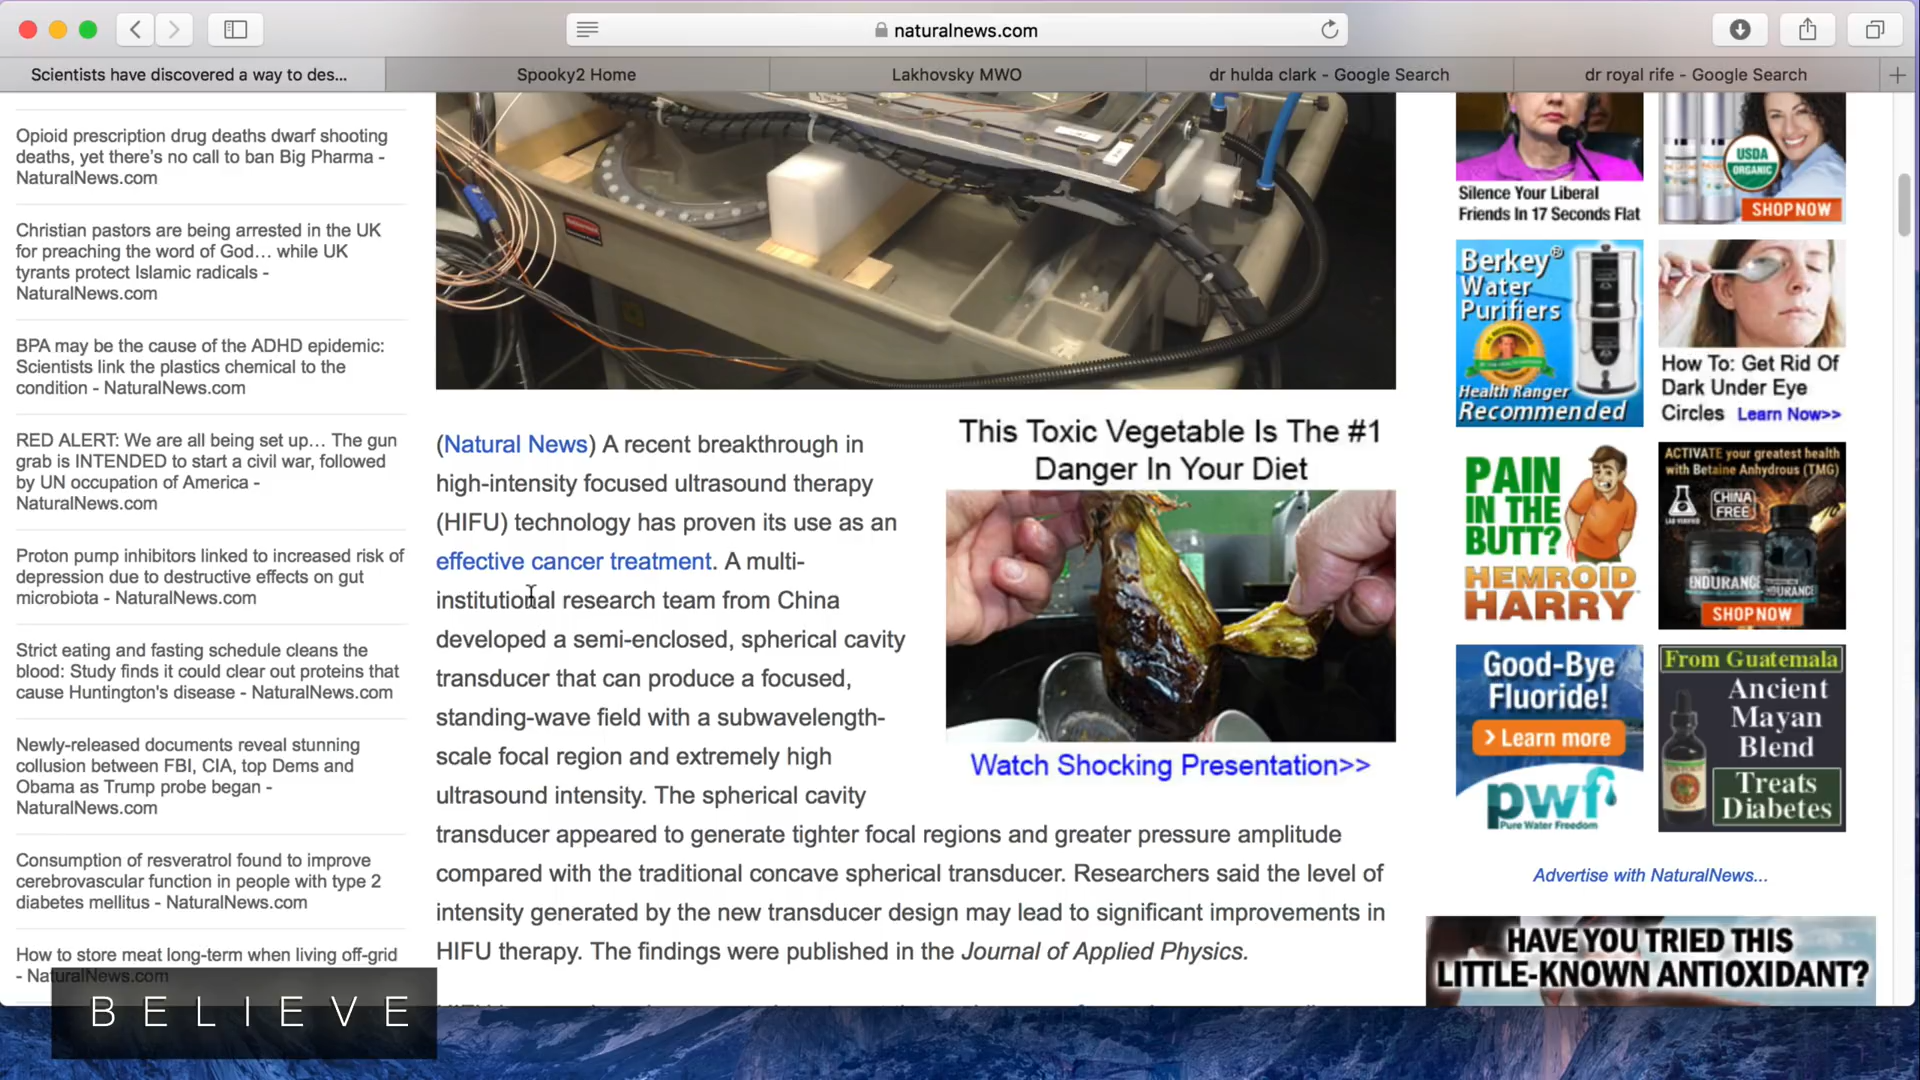 naturalnews.com
Scientists have discovered a way to des...
Spooky2 Home
Lakhovsky MWO
dr hulda clark - Google Search
dr royal rife - Google Search
Opioid prescription drug deaths dwarf shooting
deaths, yet there's no call to ban Big Pharma -
NaturalNews.com
Christian pastors are being arrested in the UK
for preaching the word of God... while UK
tyrants protect Islamic radicals -
NaturalNews.com
BPA may be the cause of the ADHD epidemic:
Scientists link the plastics chemical to the
condition - NaturalNews.com
RED ALERT: We are all being set up... The gun
grab is INTENDED to start a civil war, followed
by UN occupation of America -
NaturalNews.com
Proton pump inhibitors linked to increased risk of
depression due to destructive effects on gut
microbiota - NaturalNews.com
Strict eating and fasting schedule cleans the
blood: Study finds it could clear out proteins that
cause Huntington's disease - NaturalNews.com
Newly-released documents reveal stunning
collusion between FBI, CIA, top Dems and
Obama as Trump probe began -
NaturalNews.com
Consumption of resveratrol found to improve
cerebrovascular function in people with type 2
diabetes mellitus - NaturalNews.com
How to store meat long-term when living off-grid
- NaturalNews.com
BELIEVE
(Natural News) A recent breakthrough in
high-intensity focused ultrasound therapy
(HIFU) technology has proven its use as an
effective cancer treatment. A multi-
institutional research team from China
developed a semi-enclosed, spherical cavity
transducer that can produce a focused,
standing-wave field with a subwavelength-
scale focal region and extremely high
ultrasound intensity. The spherical cavity
transducer appeared to generate tighter focal regions and greater pressure amplitude
compared with the traditional concave spherical transducer. Researchers said the level of
intensity generated by the new transducer design may lead to significant improvements in
HIFU therapy. The findings were published in the Journal of Applied Physics.
This Toxic Vegetable Is The #1
Danger In Your Diet
Watch Shocking Presentation>>
Silence Your Liberal
Friends In 17 Seconds Flat
USDA
ORGANIC
SHOP NOW
Berkey®
Water
Purifiers
Health Ranger
Recommended
How To: Get Rid Of
Dark Under Eye
Circles Learn Now>>
PAIN
IN THE
BUTT?
HEMROID
HARRY
ACTIVATE your greatest health
with Betaine Anhydrous (TMG)
LAB VERIFIED
CHINA
FREE
ENDURANCE
SHOP NOW
Good-Bye
Fluoride!
> Learn more
pwf
Pure Water Freedom
From Guatemala
Ancient
Mayan
Blend
Treats
Diabetes
Advertise with NaturalNews...
HAVE YOU TRIED THIS
LITTLE-KNOWN ANTIOXIDANT?